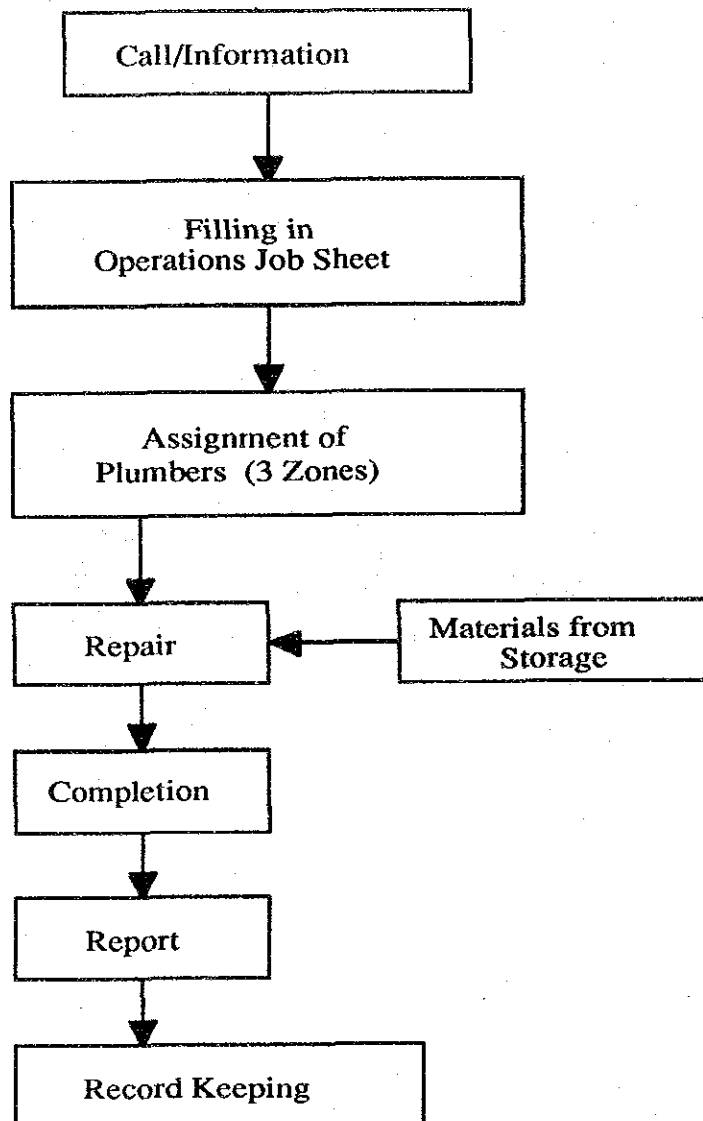 Call/Information
Filling in
Operations Job Sheet
Assignment of
Plumbers (3 Zones)
Repair
Materials from
Storage
Completion
Report
Record Keeping